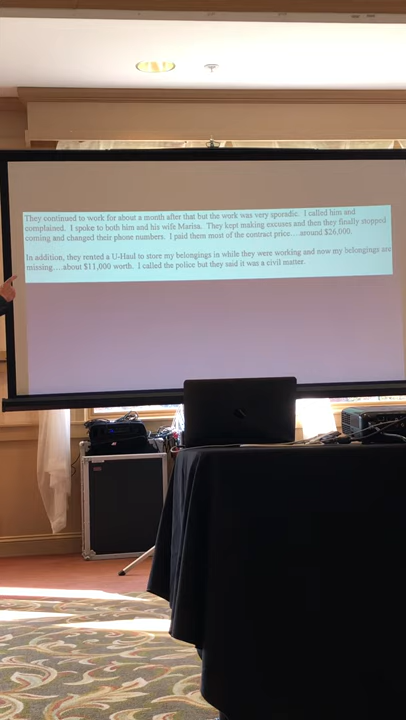 They continued to work for about a month after that but the work was very sporadic. I called him and
complained. I spoke to both him and his wife Marisa. They kept making excuses and then they finally stopped
coming and changed their phone numbers. I paid them most of the contract price….around $26,000.
In addition, they rented a U-Haul to store my belongings in while they were working and now my belongings are
missing….about $11,000 worth. I called the police but they said it was a civil matter.